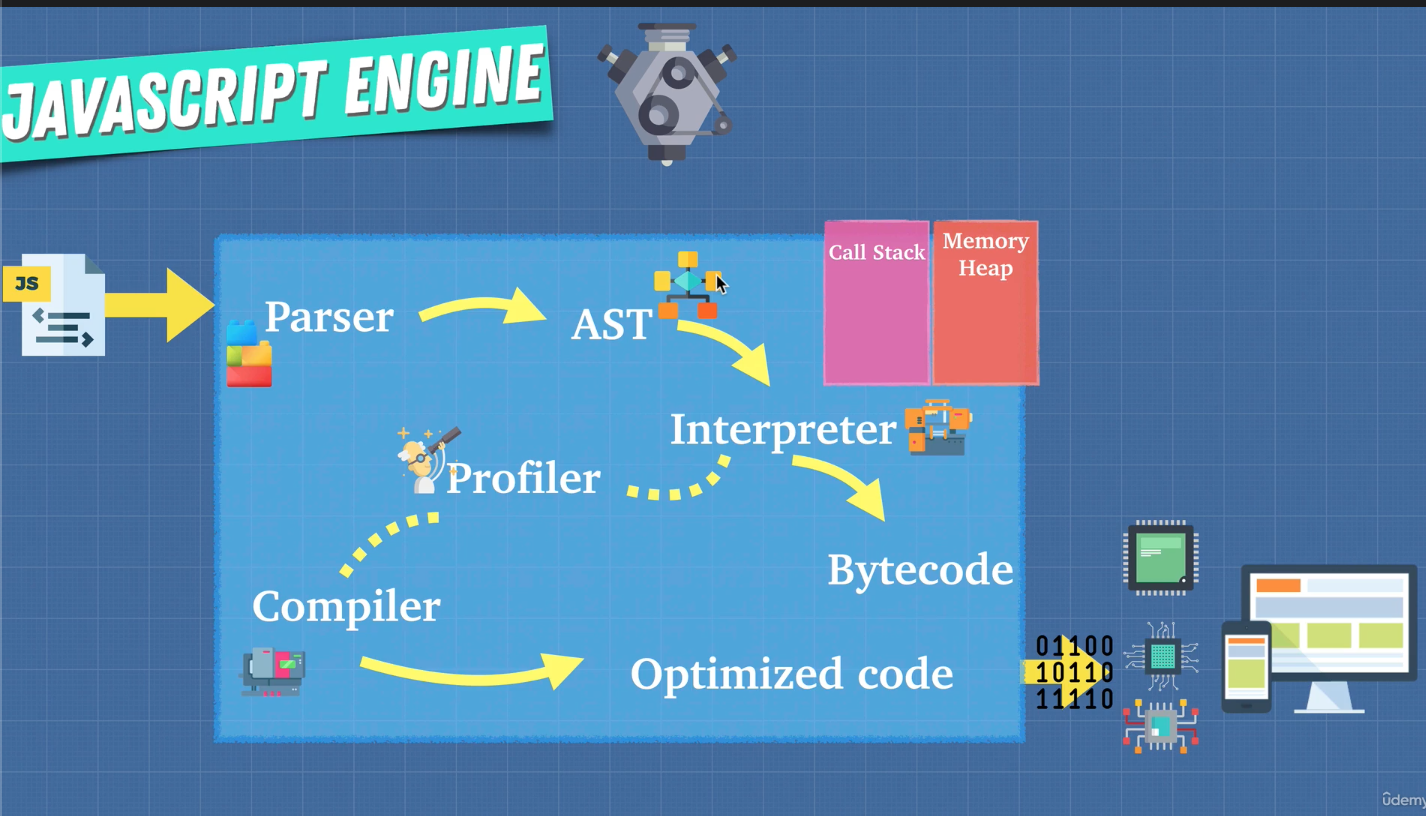 JAVASCRIPT ENGINE
JS
Parser
AST
Call Stack
Memory
Heap
Interpreter
Profiler
Bytecode
Compiler
Optimized code
01100
10110
11110
udemy